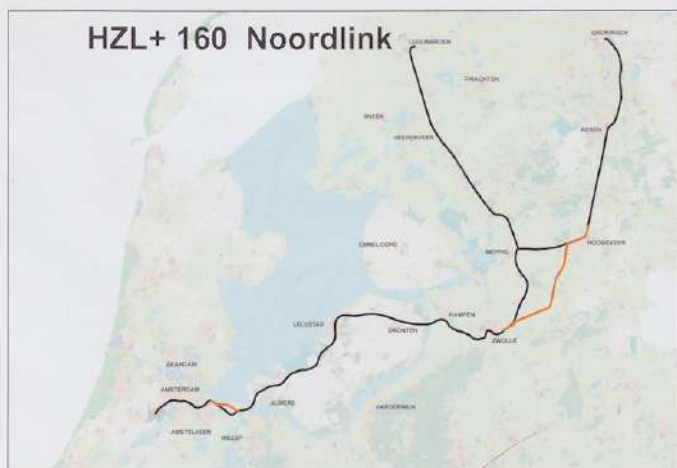 HZL+ 160 Noordlink
LEEUWARDEN
GRONINGEN
DRACHTEN
SNEEK
ASSEN
HEERENVEEN
EMMELOORD
MEPPEL
HOOGEVEEN
LELYSTAD
KAMPEN
DRONTEN
ZWOLLE
ZAANDAM
AMSTERDAM
ALMERE
HARDERWIJK
AMSTELVEEN
WEESP